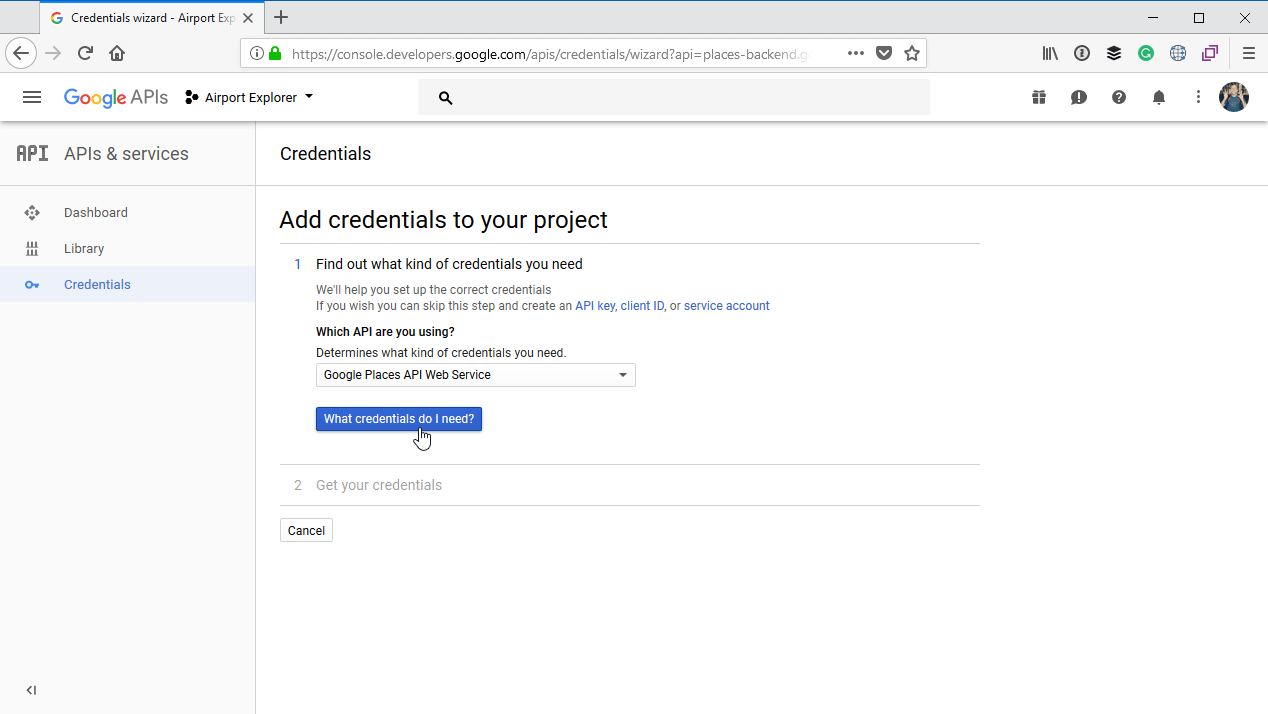 Credentials wizard - Airport Exp
https://console.developers.google.com/apis/credentials/wizard?api=places-backend.g
Google APIs
Airport Explorer
API
APIs & services
Credentials
Dashboard
Library
Credentials
Add credentials to your project
1 Find out what kind of credentials you need
We'll help you set up the correct credentials
If you wish you can skip this step and create an API key, client ID, or service account
Which API are you using?
Determines what kind of credentials you need.
Google Places API Web Service
What credentials do I need?
2 Get your credentials
Cancel